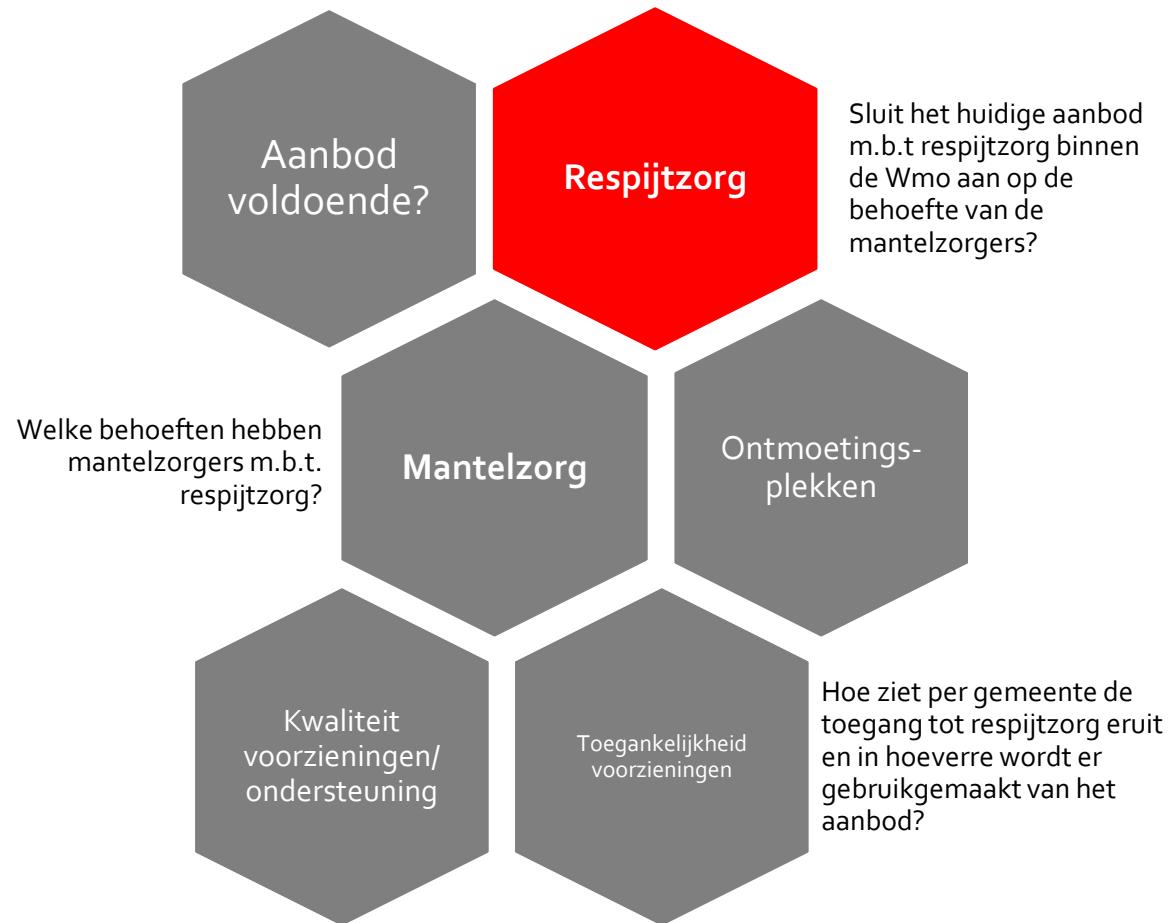 Aanbod
voldoende?
Respijtzorg
Sluit het huidige aanbod
m.b.t respijtzorg binnen
de Wmo aan op de
behoefte van de
mantelzorgers?
Welke behoeften hebben
mantelzorgers m.b.t.
respijtzorg?
Mantelzorg
Ontmoetings-
plekken
Kwaliteit
voorzieningen/
ondersteuning
Toegankelijkheid
voorzieningen
Hoe ziet per gemeente de
toegang tot respijtzorg eruit
en in hoeverre wordt er
gebruikgemaakt van het
aanbod?